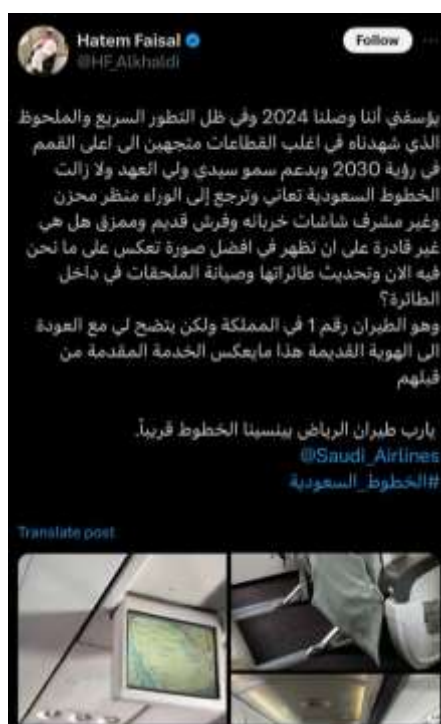 Hatem Faisal
Follow
@HF_Alkhaldi
يؤسفني أننا وصلنا 2024 وفي ظل التطور السريع والملحوظ
الذي شهدناه في اغلب القطاعات متجهين الى اعلى القمم
في رؤية 2030 وبدعم سمو سيدي ولي العهد ولا زالت
الخطوط السعودية تعاني وترجع إلى الوراء منظر محزن
وغير مشرف شاشات خربانه وفرش قديم وممزق هل هي
غير قادرة على ان تظهر في افضل صورة تعكس على ما نحن
فيه الان وتحديث طائراتها وصيانة الملحقات في داخل
الطائرة؟
وهو الطيران رقم 1 في المملكة ولكن يتضح لي مع العودة
الى الهوية القديمة هذا مايعكس الخدمة المقدمة من
قبلهم
يارب طيران الرياض ينسينا الخطوط قريباً.
@Saudi_Airlines
#الخطوط_السعودية
Translate post